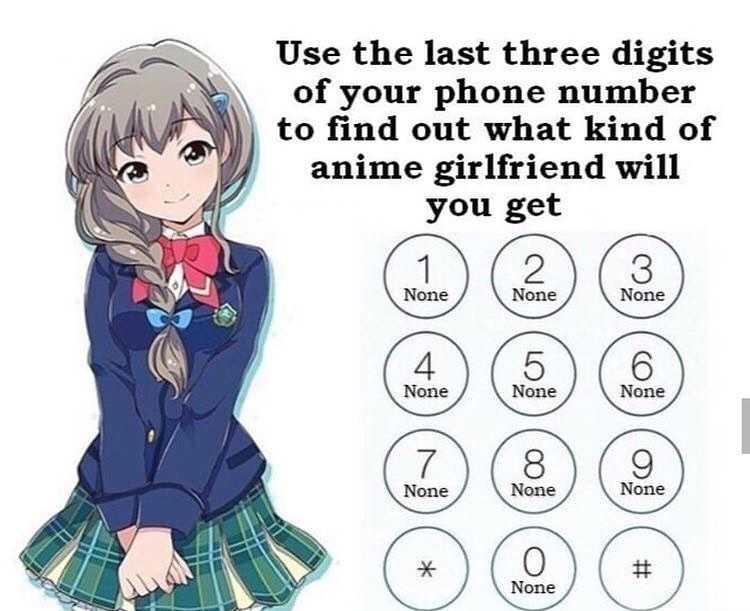 Use the last three digits
of your phone number
to find out what kind of
anime girlfriend will
you get
1 2 3
None None None
4 5 6
None None None
7 8 9
None None None
* 0 #
None